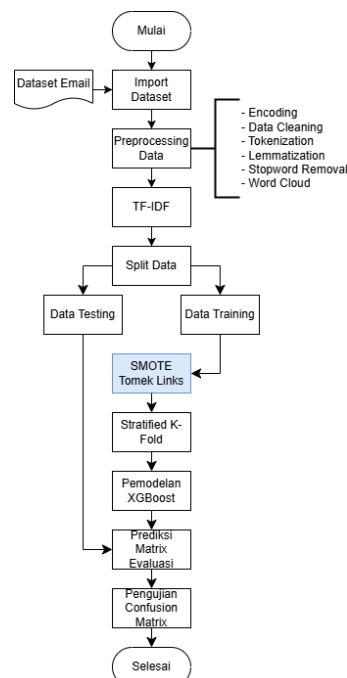 Mulai
Dataset Email
Import
Dataset
Preprocessing
Data
- Encoding
- Data Cleaning
- Tokenization
- Lemmatization
- Stopword Removal
- Word Cloud
TF-IDF
Split Data
Data Testing
Data Training
SMOTE
Tomek Links
Stratified K-
Fold
Pemodelan
XGBoost
Prediksi
Matrix
Evaluasi
Pengujian
Confusion
Matrix
Selesai